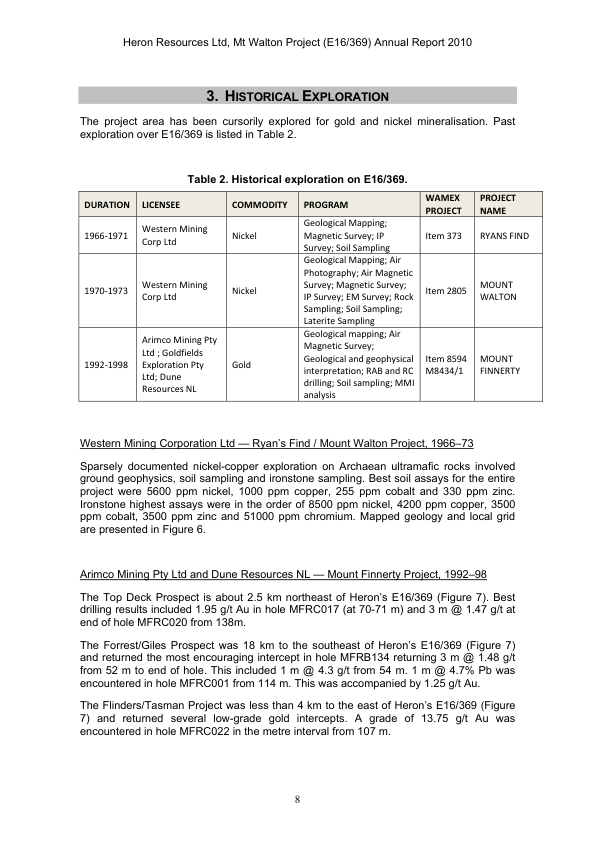 Heron Resources Ltd, Mt Walton Project (E16/369) Annual Report 2010
3. HISTORICAL EXPLORATION
The project area has been cursorily explored for gold and nickel mineralisation. Past
exploration over E16/369 is listed in Table 2.
Table 2. Historical exploration on E16/369.
DURATION LICENSEE COMMODITY PROGRAM WAMEX PROJECT PROJECT NAME
1966-1971 Western Mining Corp Ltd Nickel Geological Mapping; Magnetic Survey; IP Survey; Soil Sampling Item 373 RYANS FIND
1970-1973 Western Mining Corp Ltd Nickel Geological Mapping; Air Photography; Air Magnetic Survey; Magnetic Survey; IP Survey; EM Survey; Rock Sampling; Soil Sampling; Laterite Sampling Item 2805 MOUNT WALTON
1992-1998 Arimco Mining Pty Ltd ; Goldfields Exploration Pty Ltd; Dune Resources NL Gold Geological mapping; Air Magnetic Survey; Geological and geophysical interpretation; RAB and RC drilling; Soil sampling; MMI analysis Item 8594 M8434/1 MOUNT FINNERTY
Western Mining Corporation Ltd — Ryan's Find / Mount Walton Project, 1966–73
Sparsely documented nickel-copper exploration on Archaean ultramafic rocks involved
ground geophysics, soil sampling and ironstone sampling. Best soil assays for the entire
project were 5600 ppm nickel, 1000 ppm copper, 255 ppm cobalt and 330 ppm zinc.
Ironstone highest assays were in the order of 8500 ppm nickel, 4200 ppm copper, 3500
ppm cobalt, 3500 ppm zinc and 51000 ppm chromium. Mapped geology and local grid
are presented in Figure 6.
Arimco Mining Pty Ltd and Dune Resources NL — Mount Finnerty Project, 1992–98
The Top Deck Prospect is about 2.5 km northeast of Heron's E16/369 (Figure 7). Best
drilling results included 1.95 g/t Au in hole MFRC017 (at 70-71 m) and 3 m @ 1.47 g/t at
end of hole MFRC020 from 138m.
The Forrest/Giles Prospect was 18 km to the southeast of Heron's E16/369 (Figure 7)
and returned the most encouraging intercept in hole MFRB134 returning 3 m @ 1.48 g/t
from 52 m to end of hole. This included 1 m @ 4.3 g/t from 54 m. 1 m @ 4.7% Pb was
encountered in hole MFRC001 from 114 m. This was accompanied by 1.25 g/t Au.
The Flinders/Tasman Project was less than 4 km to the east of Heron's E16/369 (Figure
7) and returned several low-grade gold intercepts. A grade of 13.75 g/t Au was
encountered in hole MFRC022 in the metre interval from 107 m.
8